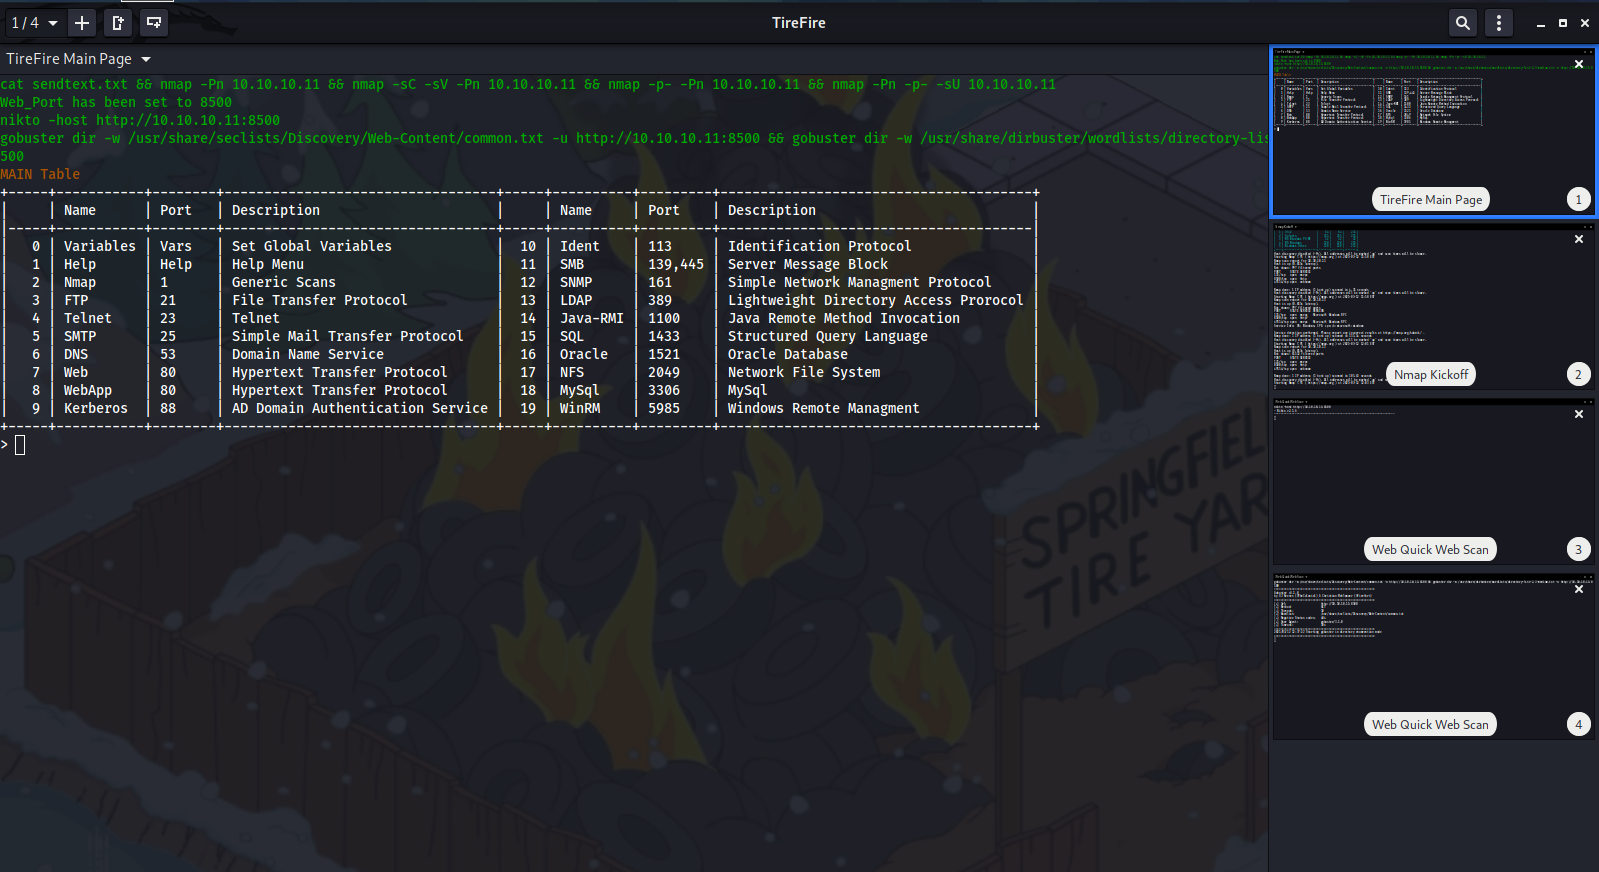 1 / 4
TireFire
TireFire Main Page
cat sendtext.txt && nmap -Pn 10.10.10.11 && nmap -sC -sV -Pn 10.10.10.11 && nmap -p- -Pn 10.10.10.11 && nmap -Pn -p- -sU 10.10.10.11
Web_Port has been set to 8500
nikto -host http://10.10.10.11:8500
gobuster dir -w /usr/share/seclists/Discovery/Web-Content/common.txt -u http://10.10.10.11:8500 && gobuster dir -w /usr/share/dirbuster/wordlists/directory-lis
500
MAIN Table
| | Name | Port | Description | | Name | Port | Description |
| 0 | Variables | Vars | Set Global Variables | 10 | Ident | 113 | Identification Protocol |
| 1 | Help | Help | Help Menu | 11 | SMB | 139,445 | Server Message Block |
| 2 | Nmap | 1 | Generic Scans | 12 | SNMP | 161 | Simple Network Managment Protocol |
| 3 | FTP | 21 | File Transfer Protocol | 13 | LDAP | 389 | Lightweight Directory Access Prorocol |
| 4 | Telnet | 23 | Telnet | 14 | Java-RMI | 1100 | Java Remote Method Invocation |
| 5 | SMTP | 25 | Simple Mail Transfer Protocol | 15 | SQL | 1433 | Structured Query Language |
| 6 | DNS | 53 | Domain Name Service | 16 | Oracle | 1521 | Oracle Database |
| 7 | Web | 80 | Hypertext Transfer Protocol | 17 | NFS | 2049 | Network File System |
| 8 | WebApp | 80 | Hypertext Transfer Protocol | 18 | MySql | 3306 | MySql |
| 9 | Kerberos | 88 | AD Domain Authentication Service | 19 | WinRM | 5985 | Windows Remote Managment |
>
SPRINGFIEL
TIRE YAR
TireFire Main Page
1
Nmap Kickoff
2
Web Quick Web Scan
3
Web Quick Web Scan
4